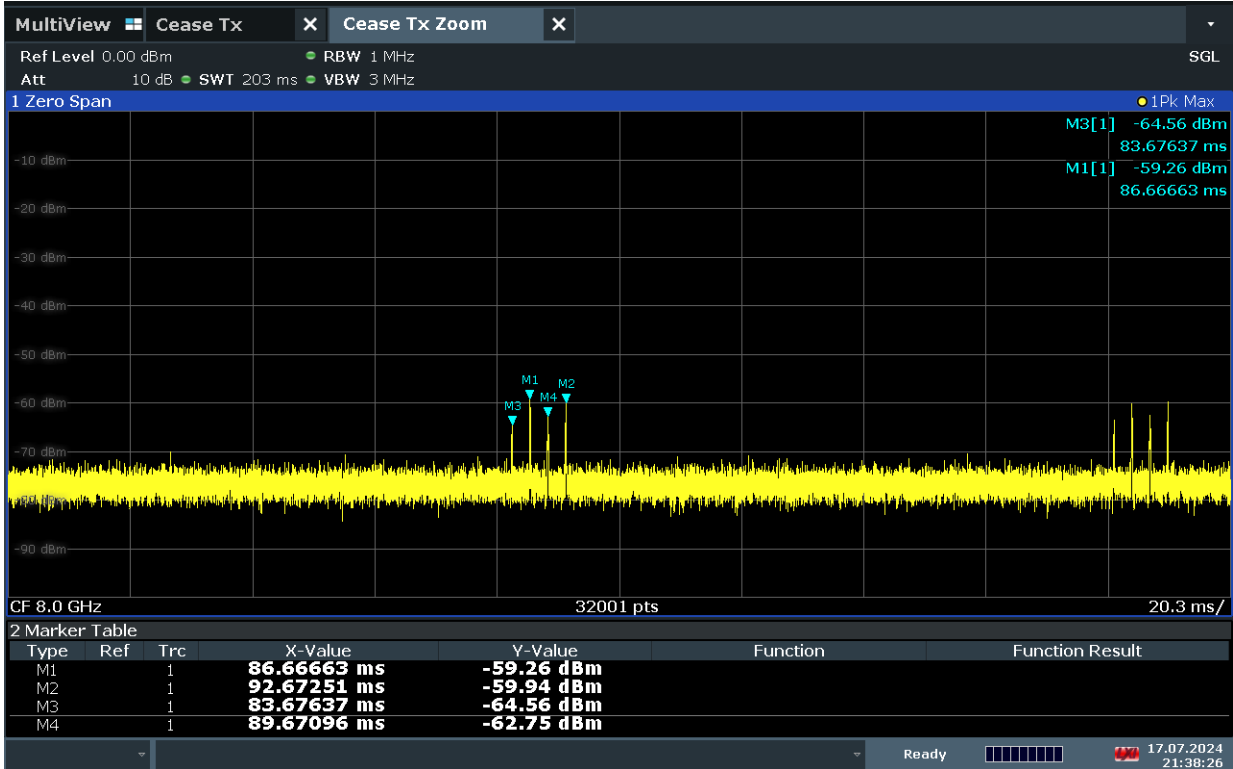 MultiView Cease Tx X Cease Tx Zoom X
Ref Level 0.00 dBm RBW 1 MHz SGL
Att 10 dB SWT 203 ms VBW 3 MHz
1 Zero Span 1Pk Max
M3[1] -64.56 dBm
83.67637 ms
M1[1] -59.26 dBm
86.66663 ms
-10 dBm
-20 dBm
-30 dBm
-40 dBm
-50 dBm
M1 M2
M3 M4
-60 dBm
-70 dBm
-80 dBm
-90 dBm
CF 8.0 GHz 32001 pts 20.3 ms/
2 Marker Table
Type Ref Trc X-Value Y-Value Function Function Result
M1 1 86.66663 ms -59.26 dBm
M2 1 92.67251 ms -59.94 dBm
M3 1 83.67637 ms -64.56 dBm
M4 1 89.67096 ms -62.75 dBm
Ready 17.07.2024
21:38:26